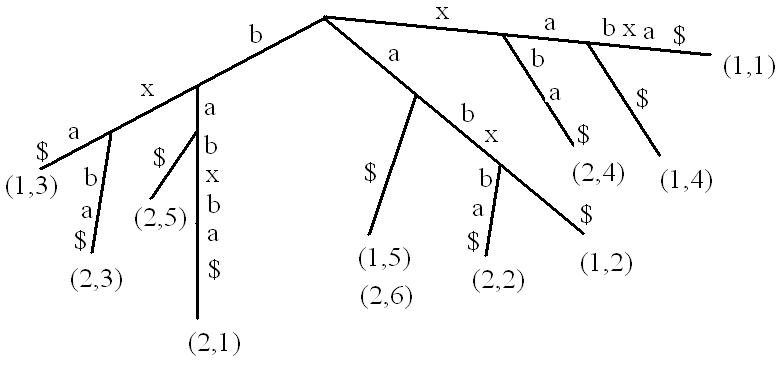 x
b
a
b x a $
(1,1)
a
b
a
$
(2,4)
$
(1,4)
x
a
$
(1,3)
b
a
$
(2,3)
a
$
(2,5)
b
x
b
a
$
(2,1)
b
x
$
(1,5)
(2,6)
b
a
$
(2,2)
$
(1,2)